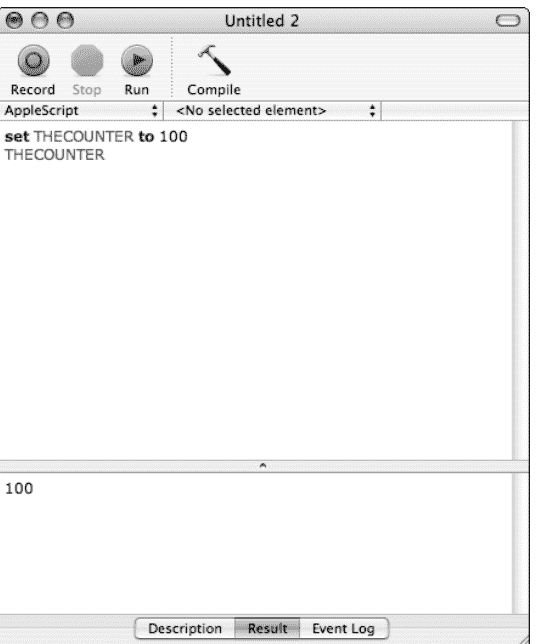 Untitled 2
Record Stop Run Compile
AppleScript <No selected element>
set THECOUNTER to 100
THECOUNTER
100
Description Result Event Log